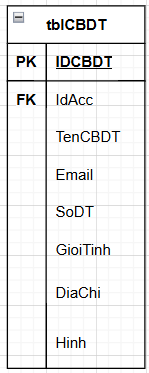 tblCBDT
PK IDCBDT
FK IdAcc
TenCBDT
Email
SoDT
GioiTinh
DiaChi
Hinh